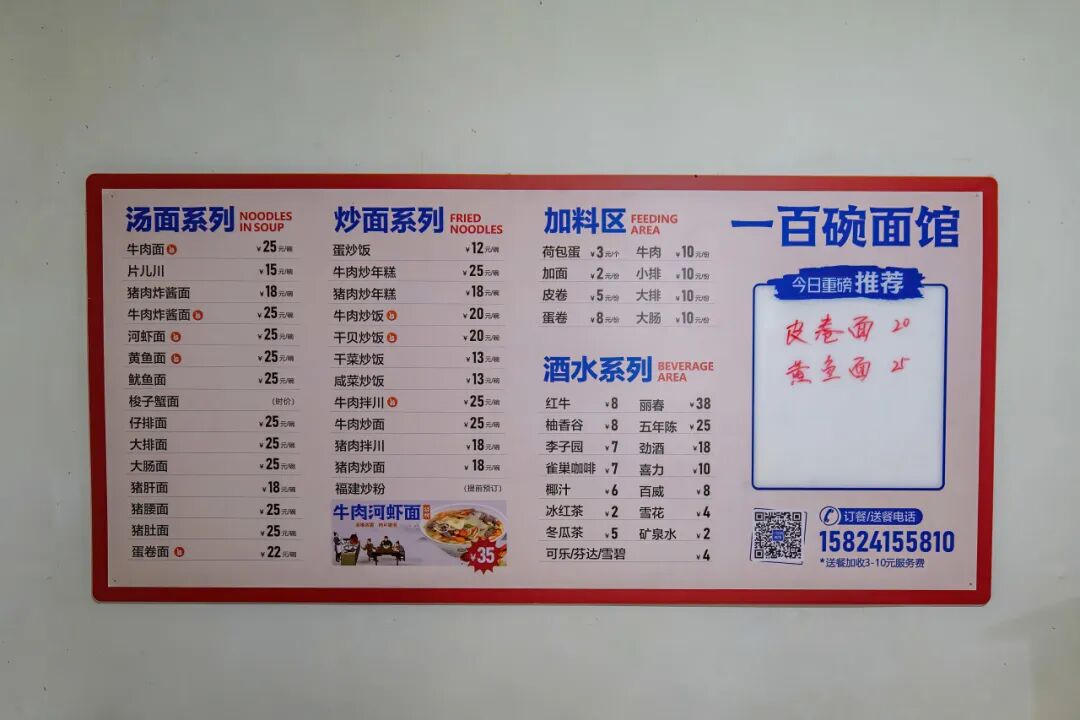 汤面系列 NOODLES IN SOUP
牛肉面 ¥25元/碗
片儿川 ¥15元/碗
猪肉炸酱面 ¥18元/碗
牛肉炸酱面 ¥25元/碗
河虾面 ¥25元/碗
黄鱼面 ¥25元/碗
鱿鱼面 ¥25元/碗
梭子蟹面 (时价)
仔排面 ¥25元/碗
大排面 ¥25元/碗
大肠面 ¥25元/碗
猪肝面 ¥18元/碗
猪腰面 ¥25元/碗
猪肚面 ¥25元/碗
蛋卷面 ¥22元/碗
炒面系列 FRIED NOODLES
蛋炒饭 ¥12元/碗
牛肉炒年糕 ¥25元/碗
猪肉炒年糕 ¥18元/碗
牛肉炒饭 ¥20元/碗
干贝炒饭 ¥20元/碗
干菜炒饭 ¥13元/碗
咸菜炒饭 ¥13元/碗
牛肉拌川 ¥25元/碗
牛肉炒面 ¥25元/碗
猪肉拌川 ¥18元/碗
猪肉炒面 ¥18元/碗
福建炒粉 (提前预订)
牛肉河虾面
¥35
加料区 FEEDING AREA
荷包蛋 ¥3元/个 牛肉 ¥10元/份
加面 ¥2元/份 小排 ¥10元/份
皮卷 ¥5元/份 大排 ¥10元/份
蛋卷 ¥8元/份 大肠 ¥10元/份
酒水系列 BEVERAGE AREA
红牛 ¥8 丽春 ¥38
柚香谷 ¥8 五年陈 ¥25
李子园 ¥7 劲酒 ¥18
雀巢咖啡 ¥7 喜力 ¥10
椰汁 ¥6 百威 ¥8
冰红茶 ¥2 雪花 ¥4
冬瓜茶 ¥5 矿泉水 ¥2
可乐/芬达/雪碧 ¥4
一百碗面馆
今日重磅推荐
皮卷面 20
黄鱼面 25
订餐/送餐电话
15824155810
*送餐加收3-10元服务费